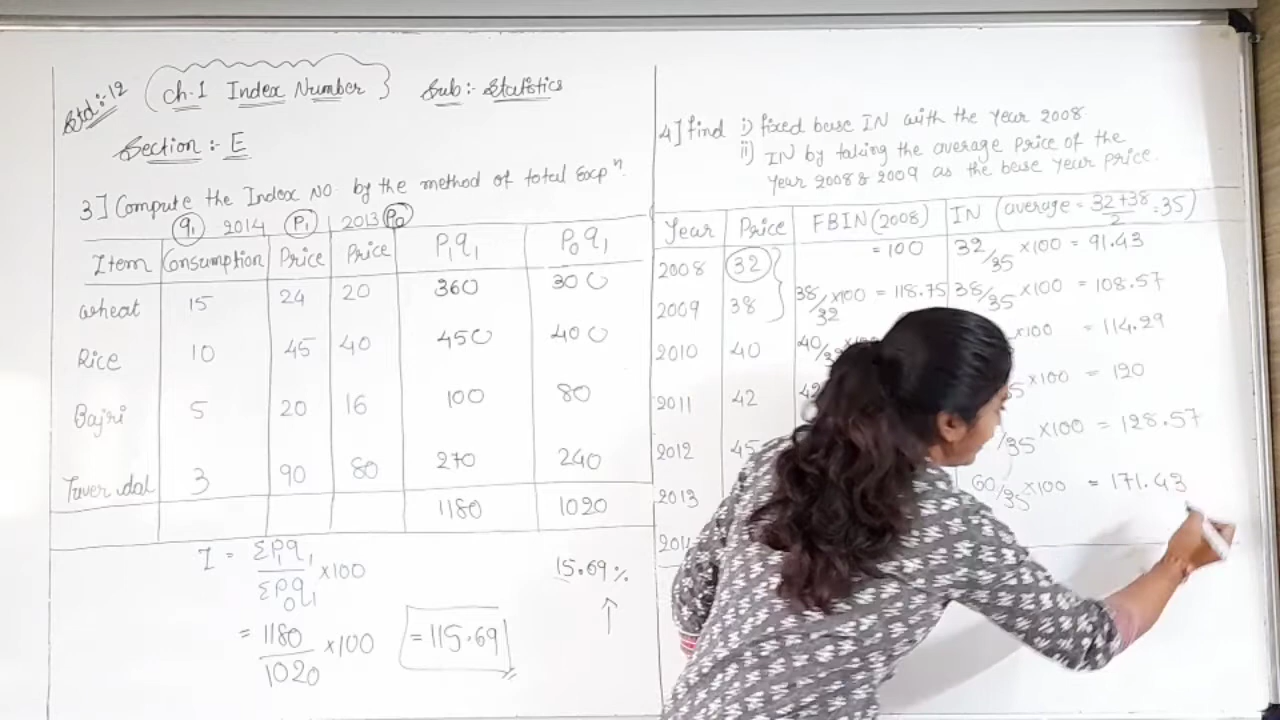 Std:-12
Ch.1 Index Number
Sub:- Statistics
Section:- E
3] Compute the Index No. by the method of total Expⁿ.
q₁ 2014 P₁ 2013 P₀
Item Consumption Price Price P₁q₁ P₀q₁
wheat 15 24 20 360 300
Rice 10 45 40 450 400
Bajri 5 20 16 100 80
Tuver dal 3 90 80 270 240
1180 1020
I = ΣP₁q₁ / ΣP₀q₁ ×100
= 1180 / 1020 ×100 = 115.69
15.69% ↑
4] find i) fixed base IN with the year 2008.
ii) IN by taking the average price of the
year 2008 & 2009 as the base year price.
Year Price FBIN (2008) IN (average = 32+38 / 2 = 35)
2008 32 = 100 32/35 ×100 = 91.43
2009 38 38/32 ×100 = 118.75 38/35 ×100 = 108.57
2010 40 40/ ×100 = 114.29
2011 42 ×100 = 120
2012 45 /35 ×100 = 128.57
2013 60/35 ×100 = 171.43